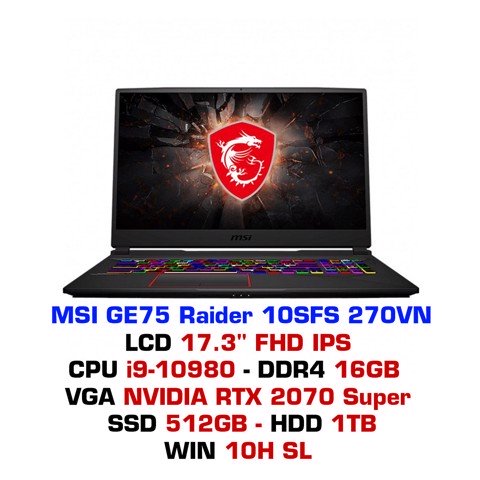 msi
MSI GE75 Raider 10SFS 270VN
LCD 17.3" FHD IPS
CPU i9-10980 - DDR4 16GB
VGA NVIDIA RTX 2070 Super
SSD 512GB - HDD 1TB
WIN 10H SL